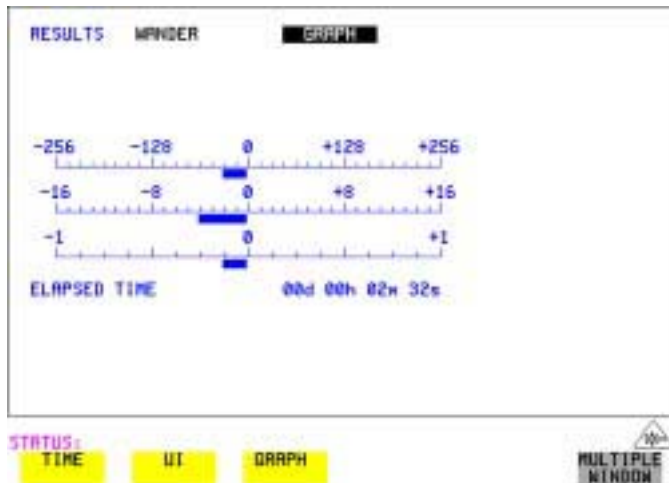 RESULTS WANDER GRAPH
-256 -128 0 +128 +256
-16 -8 0 +8 +16
-1 0 +1
ELAPSED TIME 00d 00h 02m 32s
STATUS:
TIME UI GRAPH
MULTIPLE
WINDOW